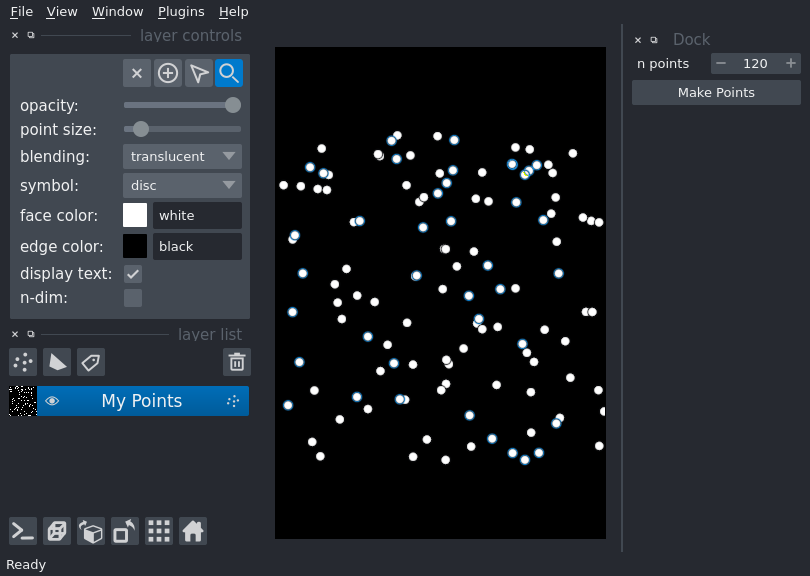 File View Window Plugins Help
layer controls
opacity:
point size:
blending: translucent
symbol: disc
face color: white
edge color: black
display text:
n-dim:
layer list
My Points
Ready
Dock
n points 120
Make Points